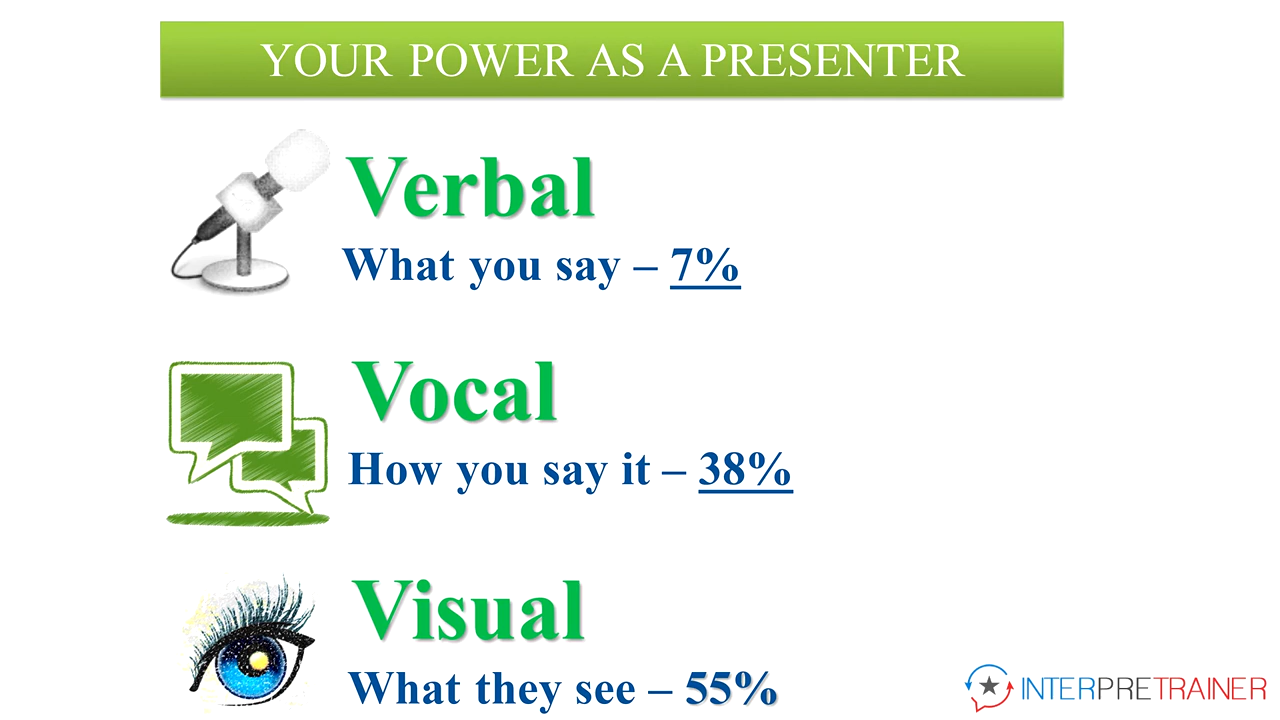 YOUR POWER AS A PRESENTER
Verbal
What you say – 7%
Vocal
How you say it – 38%
Visual
What they see – 55%
INTERPRETRAINER